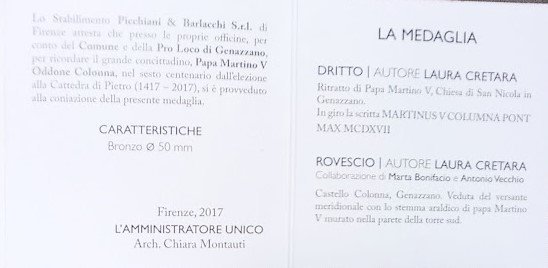 Lo Stabilimento Picchiani & Barlacchi S.r.l. di
Firenze attesta che presso le proprie officine, per
conto del Comune e della Pro Loco di Genazzano,
per ricordare il grande concittadino, Papa Martino V
Oddone Colonna, nel sesto centenario dall'elezione
alla Cattedra di Pietro (1417 – 2017), si è provveduto
alla coniazione della presente medaglia.
CARATTERISTICHE
Bronzo Ø 50 mm
Firenze, 2017
L'AMMINISTRATORE UNICO
Arch. Chiara Montauti
LA MEDAGLIA
DRITTO | AUTORE LAURA CRETARA
Ritratto di Papa Martino V, Chiesa di San Nicola in
Genazzano.
In giro la scritta MARTINUS V COLUMNA PONT
MAX MCDXVII
ROVESCIO | AUTORE LAURA CRETARA
Collaborazione di Marta Bonifacio e Antonio Vecchio
Castello Colonna, Genazzano. Veduta del versante
meridionale con lo stemma araldico di papa Martino
V murato nella parete della torre sud.